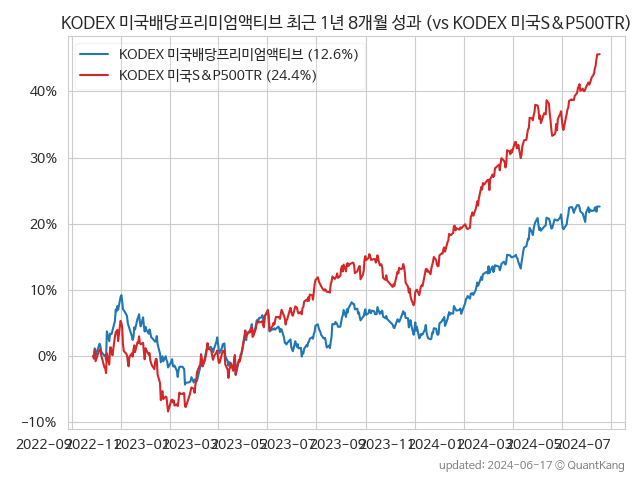 KODEX 미국배당프리미엄액티브 최근 1년 8개월 성과 (vs KODEX 미국S&P500TR)
KODEX 미국배당프리미엄액티브 (12.6%)
KODEX 미국S&P500TR (24.4%)
40%
30%
20%
10%
0%
-10%
2022-09 2022-11 2023-01 2023-03 2023-05 2023-07 2023-09 2023-11 2024-01 2024-03 2024-05 2024-07
updated: 2024-06-17 © QuantKang